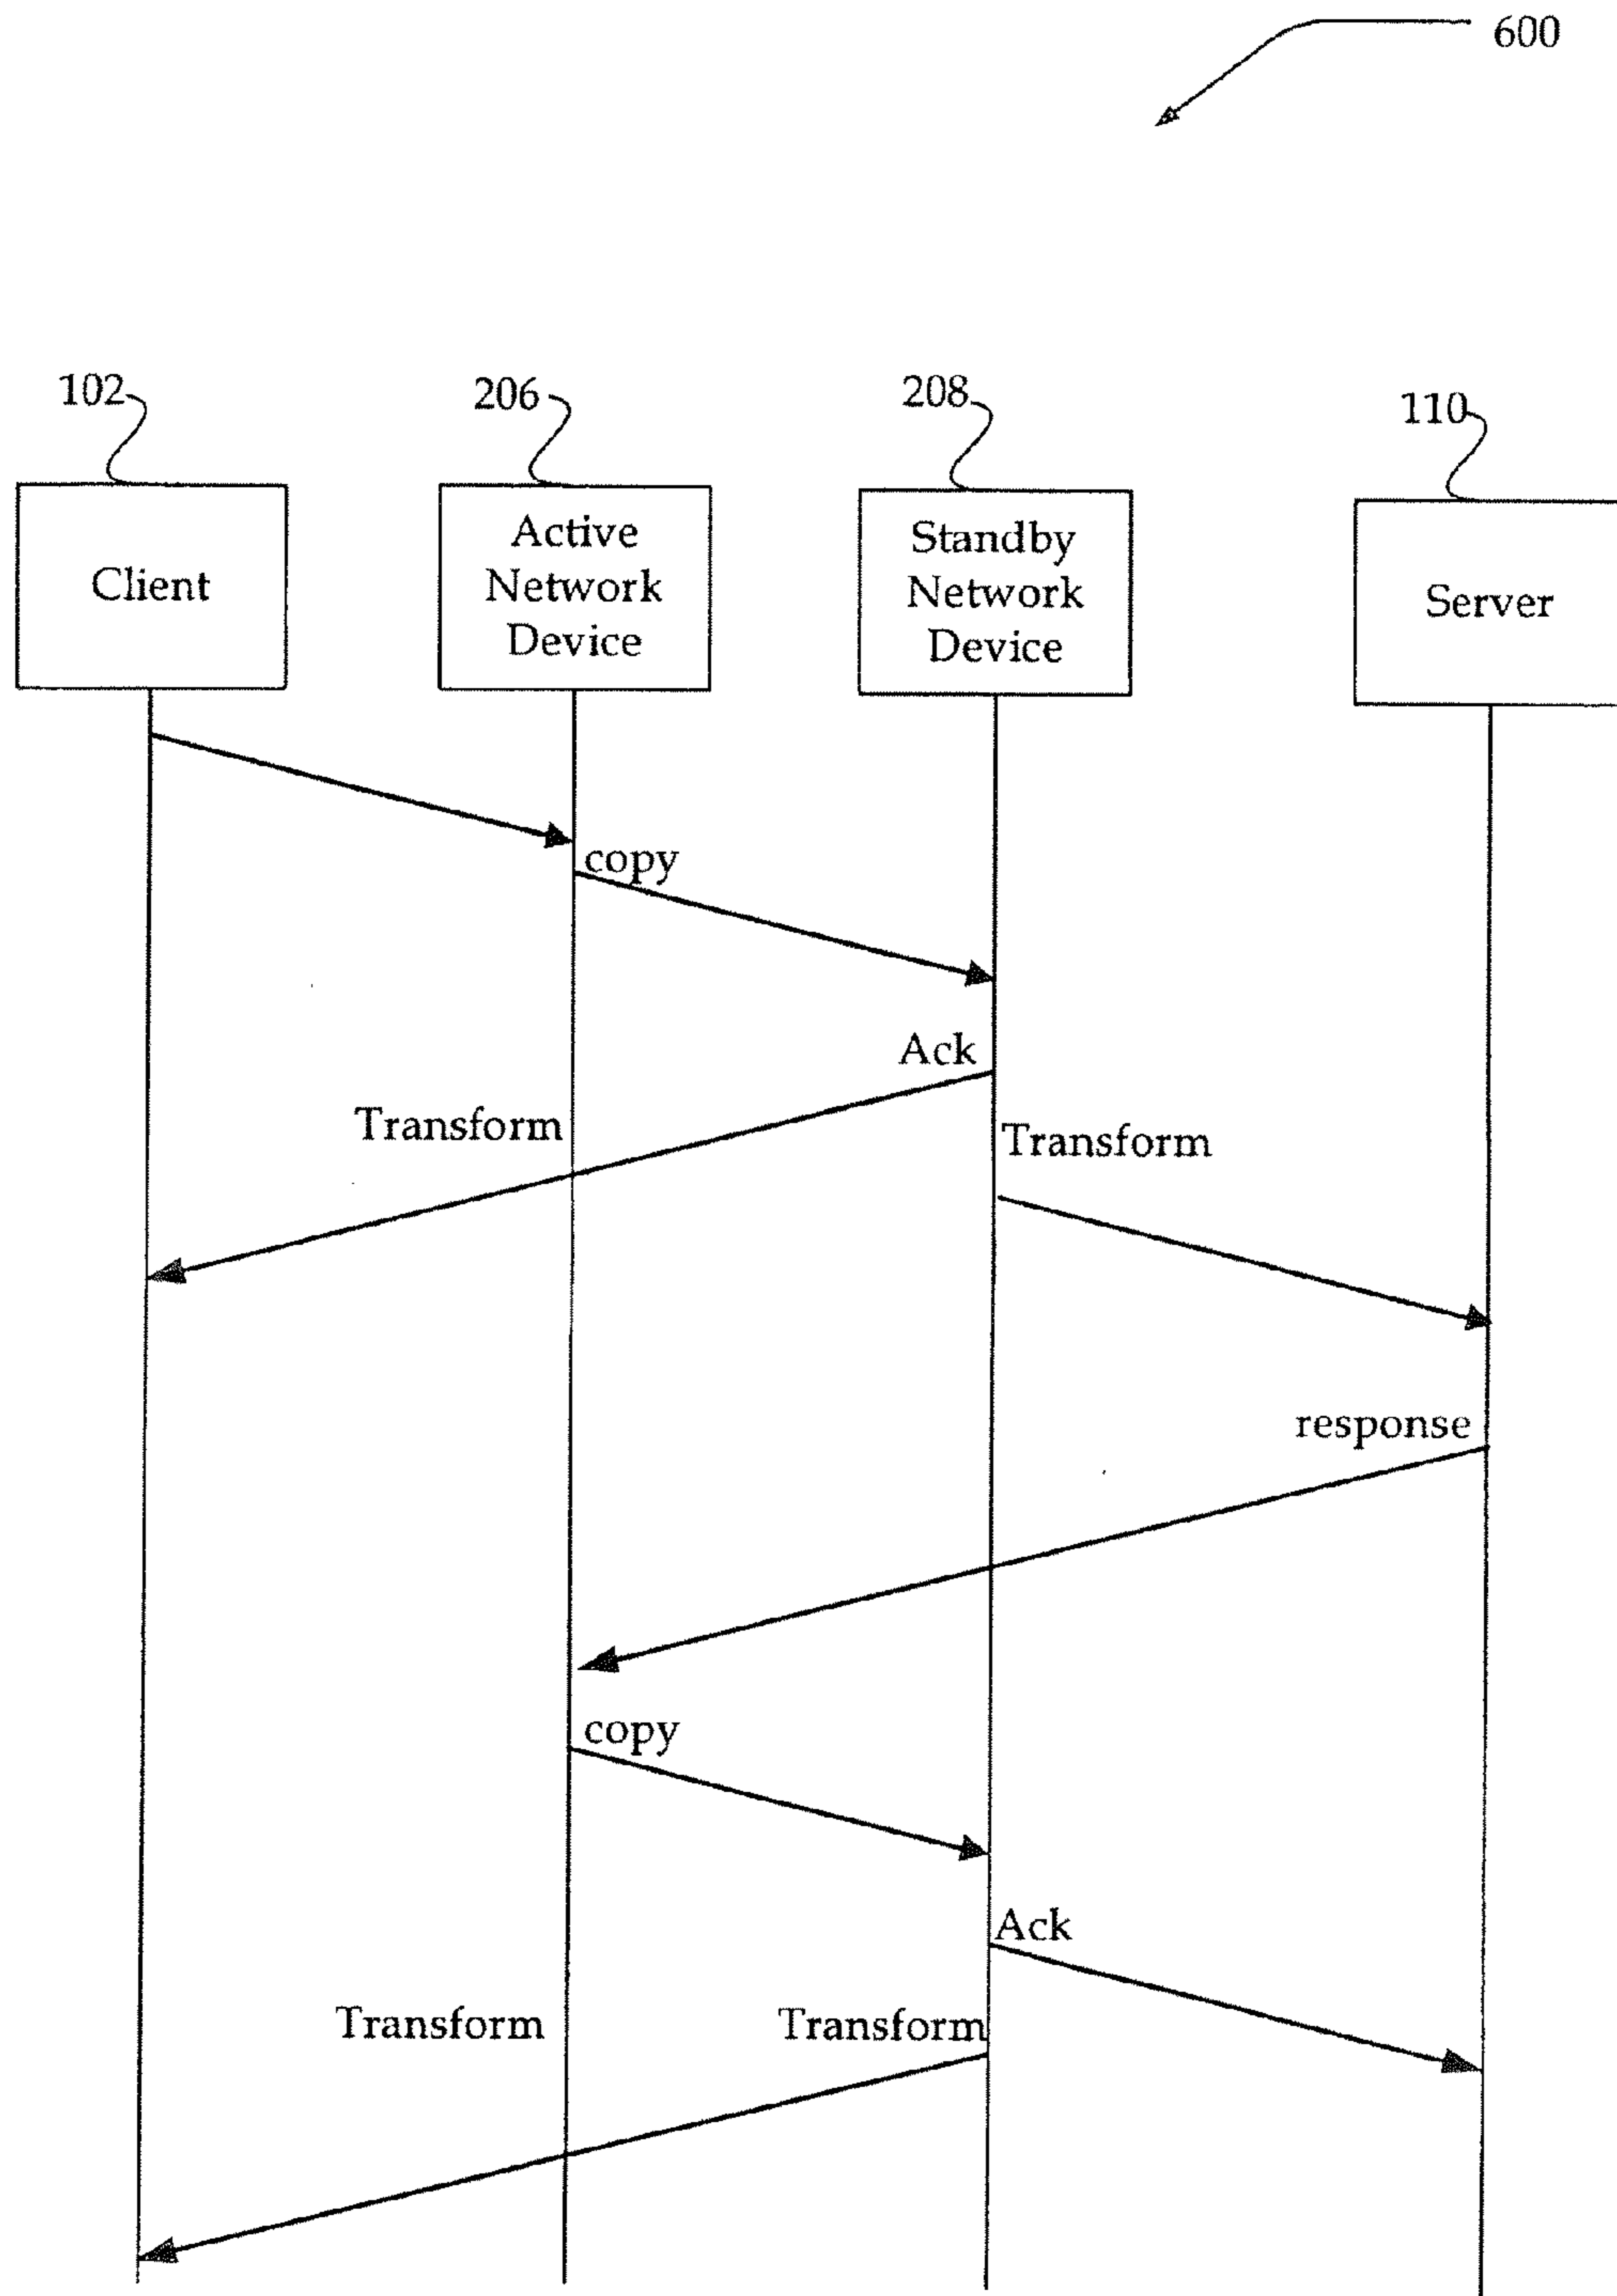 600
102
206
208
110
Client
Active
Network
Device
Standby
Network
Device
Server
copy
Ack
Transform
Transform
response
copy
Ack
Transform
Transform